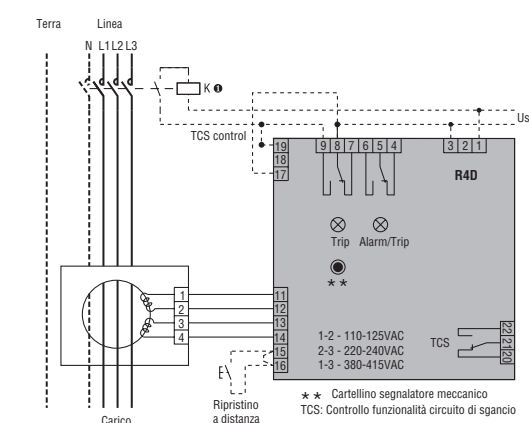 Terra
Linea
N L1 L2 L3
K ❶
Us
TCS control
19
18
17
9 8 7 6 5 4
3 2 1
R4D
Trip
Alarm/Trip
* *
1
2
3
4
11
12
13
14
15
16
1-2 - 110-125VAC
2-3 - 220-240VAC
1-3 - 380-415VAC
TCS
22
21
20
E
Ripristino
a distanza
Carico
* * Cartellino segnalatore meccanico
TCS: Controllo funzionalità circuito di sgancio